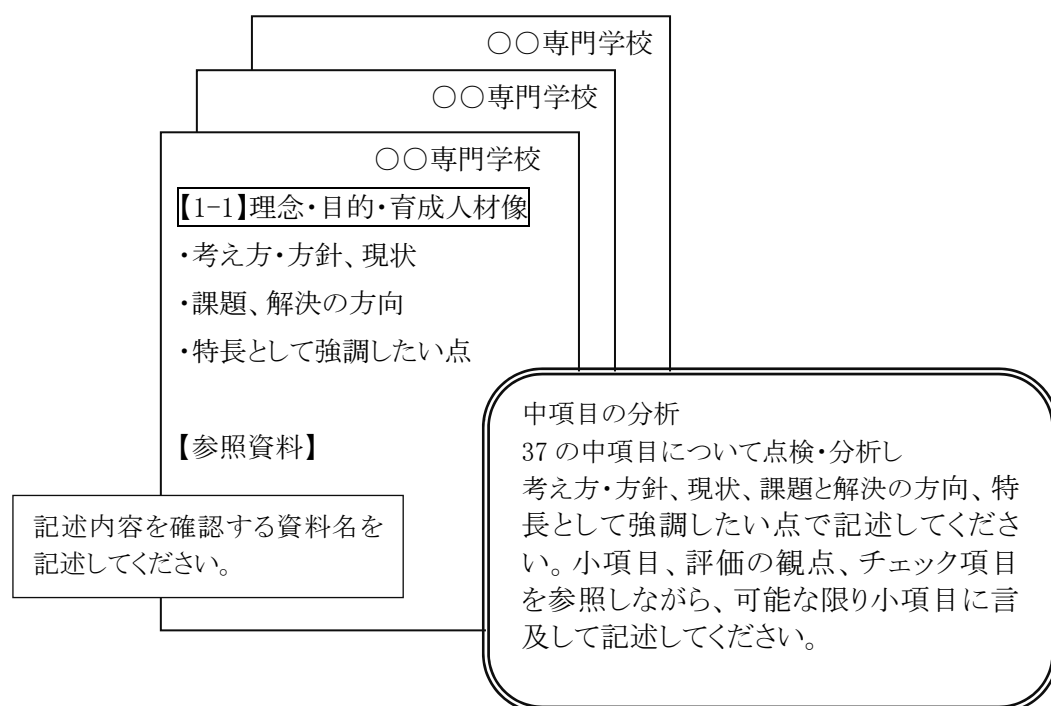 ○○専門学校
○○専門学校
○○専門学校
【1-1】理念・目的・育成人材像
・考え方・方針、現状
・課題、解決の方向
・特長として強調したい点
【参照資料】
記述内容を確認する資料名を
記述してください。
中項目の分析
37の中項目について点検・分析し
考え方・方針、現状、課題と解決の方向、特
長として強調したい点で記述してくださ
い。小項目、評価の観点、チェック項目
を参照しながら、可能な限り小項目に言
及して記述してください。